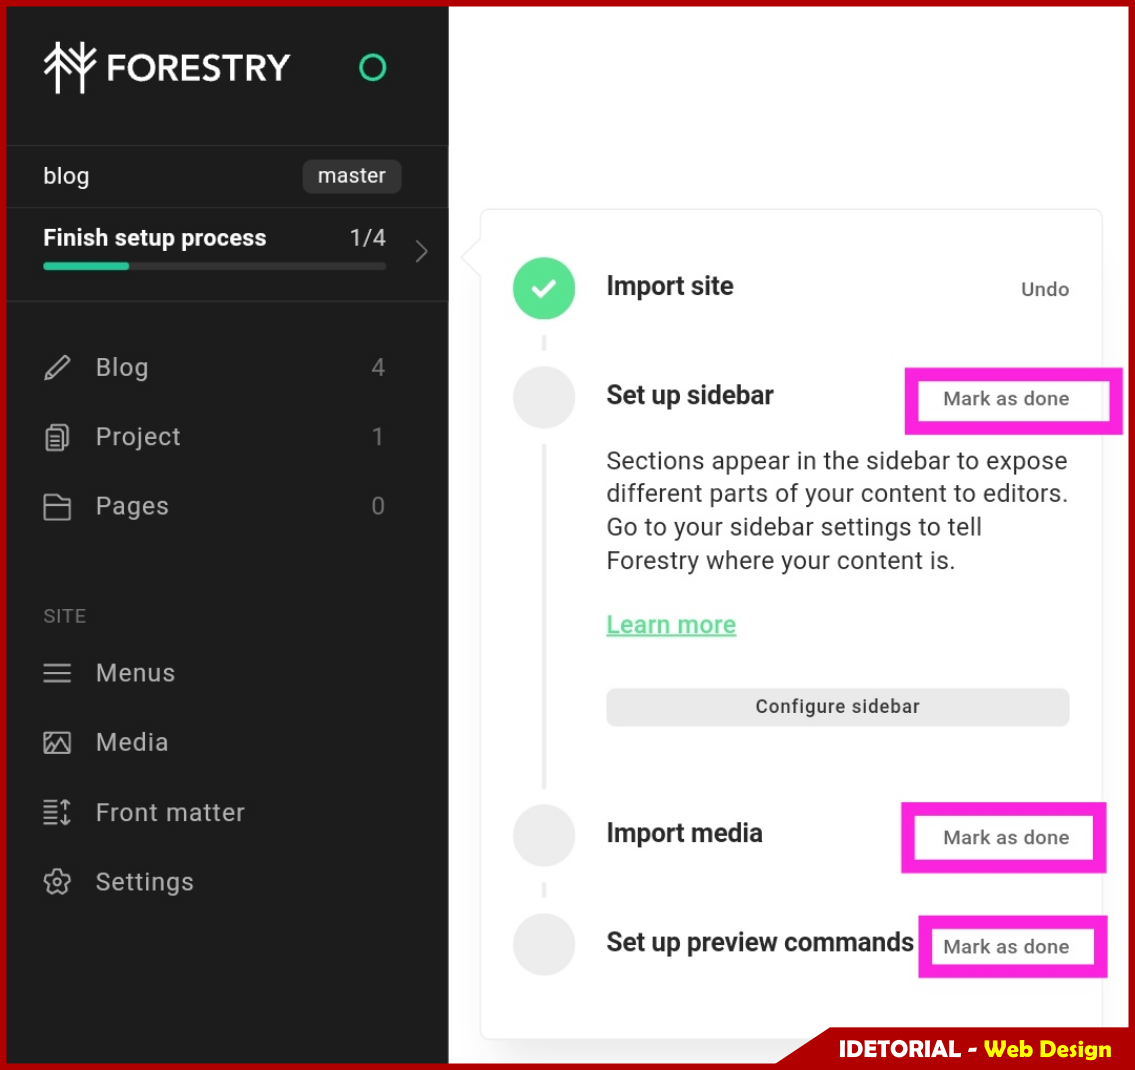 FORESTRY
blog master
Finish setup process 1/4
Blog 4
Project 1
Pages 0
SITE
Menus
Media
Front matter
Settings
Import site Undo
Set up sidebar Mark as done
Sections appear in the sidebar to expose
different parts of your content to editors.
Go to your sidebar settings to tell
Forestry where your content is.
Learn more
Configure sidebar
Import media Mark as done
Set up preview commands Mark as done
IDETORIAL - Web Design